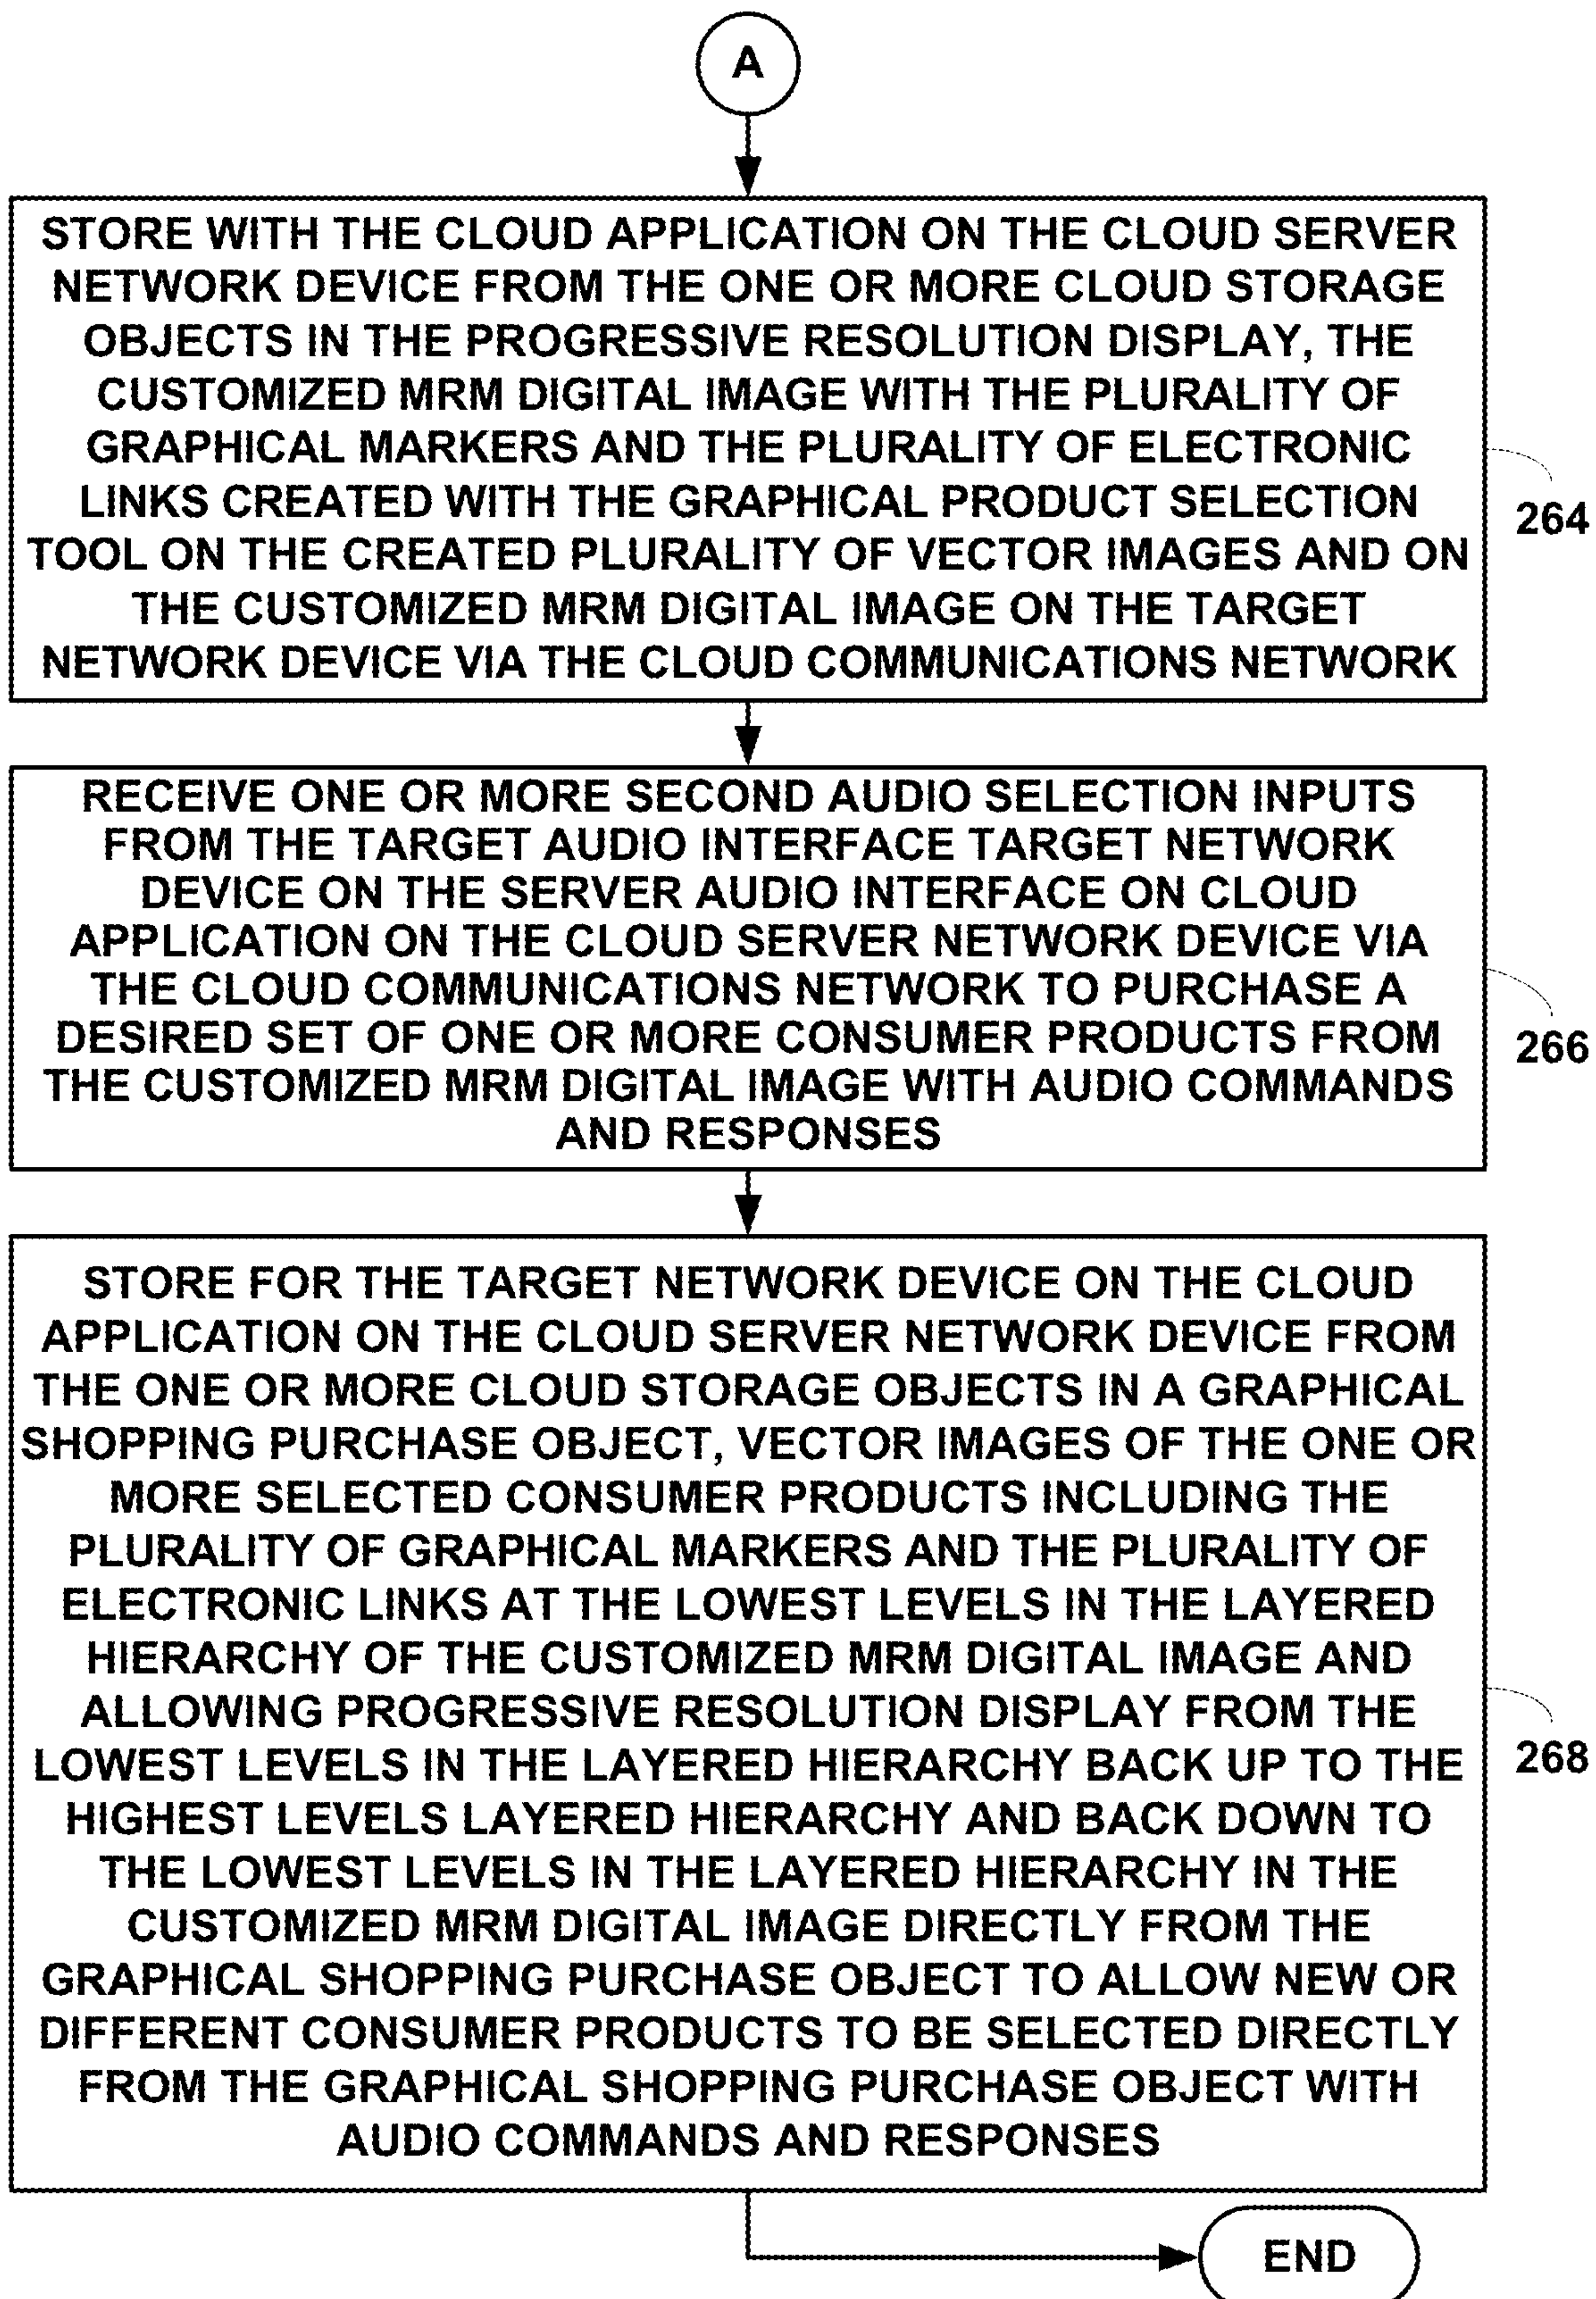 A
STORE WITH THE CLOUD APPLICATION ON THE CLOUD SERVER
NETWORK DEVICE FROM THE ONE OR MORE CLOUD STORAGE
OBJECTS IN THE PROGRESSIVE RESOLUTION DISPLAY, THE
CUSTOMIZED MRM DIGITAL IMAGE WITH THE PLURALITY OF
GRAPHICAL MARKERS AND THE PLURALITY OF ELECTRONIC
LINKS CREATED WITH THE GRAPHICAL PRODUCT SELECTION
TOOL ON THE CREATED PLURALITY OF VECTOR IMAGES AND ON
THE CUSTOMIZED MRM DIGITAL IMAGE ON THE TARGET
NETWORK DEVICE VIA THE CLOUD COMMUNICATIONS NETWORK
264
RECEIVE ONE OR MORE SECOND AUDIO SELECTION INPUTS
FROM THE TARGET AUDIO INTERFACE TARGET NETWORK
DEVICE ON THE SERVER AUDIO INTERFACE ON CLOUD
APPLICATION ON THE CLOUD SERVER NETWORK DEVICE VIA
THE CLOUD COMMUNICATIONS NETWORK TO PURCHASE A
DESIRED SET OF ONE OR MORE CONSUMER PRODUCTS FROM
THE CUSTOMIZED MRM DIGITAL IMAGE WITH AUDIO COMMANDS
AND RESPONSES
266
STORE FOR THE TARGET NETWORK DEVICE ON THE CLOUD
APPLICATION ON THE CLOUD SERVER NETWORK DEVICE FROM
THE ONE OR MORE CLOUD STORAGE OBJECTS IN A GRAPHICAL
SHOPPING PURCHASE OBJECT, VECTOR IMAGES OF THE ONE OR
MORE SELECTED CONSUMER PRODUCTS INCLUDING THE
PLURALITY OF GRAPHICAL MARKERS AND THE PLURALITY OF
ELECTRONIC LINKS AT THE LOWEST LEVELS IN THE LAYERED
HIERARCHY OF THE CUSTOMIZED MRM DIGITAL IMAGE AND
ALLOWING PROGRESSIVE RESOLUTION DISPLAY FROM THE
LOWEST LEVELS IN THE LAYERED HIERARCHY BACK UP TO THE
HIGHEST LEVELS LAYERED HIERARCHY AND BACK DOWN TO
THE LOWEST LEVELS IN THE LAYERED HIERARCHY IN THE
CUSTOMIZED MRM DIGITAL IMAGE DIRECTLY FROM THE
GRAPHICAL SHOPPING PURCHASE OBJECT TO ALLOW NEW OR
DIFFERENT CONSUMER PRODUCTS TO BE SELECTED DIRECTLY
FROM THE GRAPHICAL SHOPPING PURCHASE OBJECT WITH
AUDIO COMMANDS AND RESPONSES
268
END